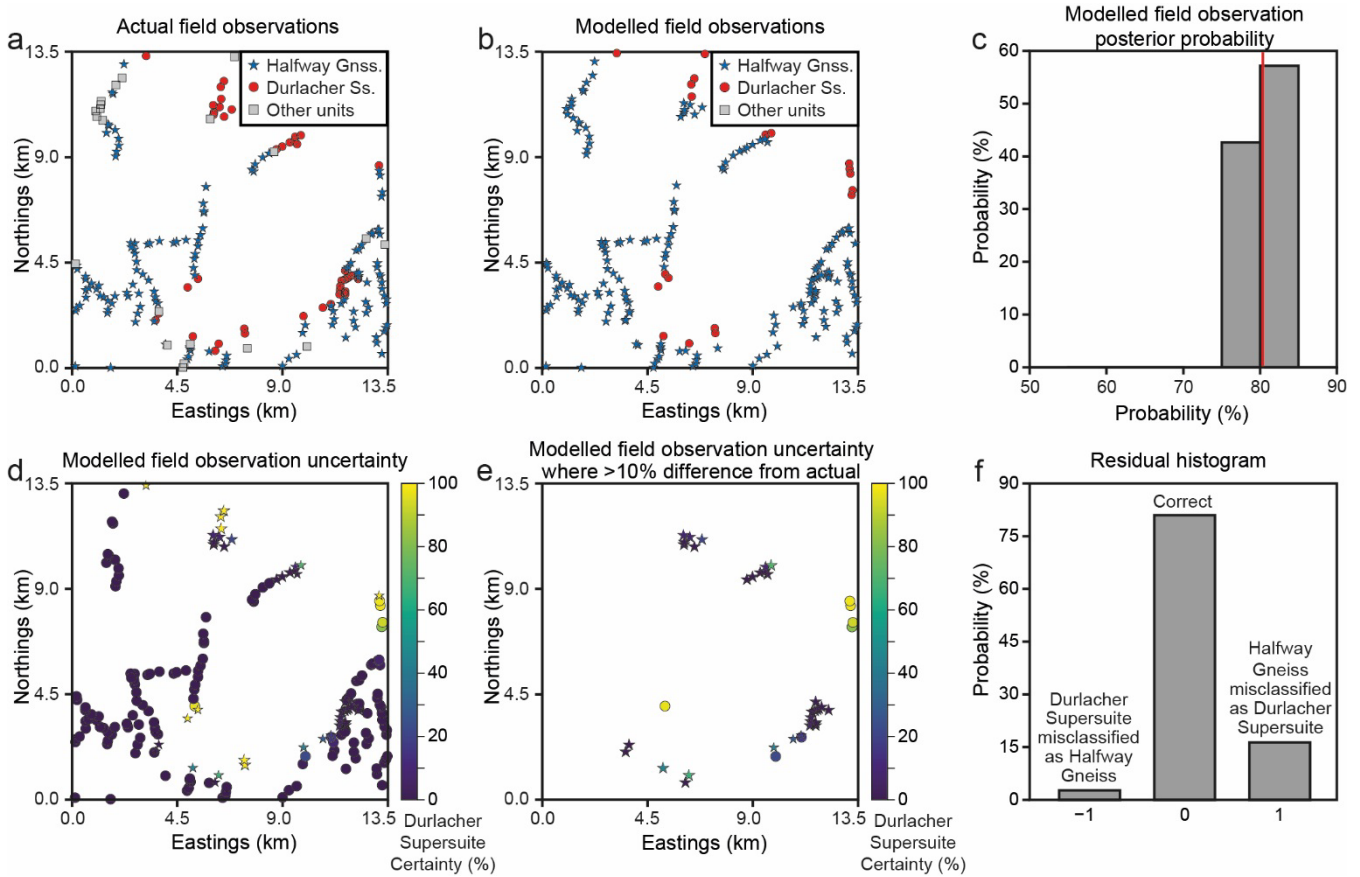 a
Actual field observations
Halfway Gnss.
Durlacher Ss.
Other units
13.5
9.0
4.5
0.0
Northings (km)
0.0 4.5 9.0 13.5
Eastings (km)
b
Modelled field observations
Halfway Gnss.
Durlacher Ss.
Other units
13.5
9.0
4.5
0.0
Northings (km)
0.0 4.5 9.0 13.5
Eastings (km)
c
Modelled field observation
posterior probability
60
50
40
30
20
10
0
Probability (%)
50 60 70 80 90
Probability (%)
d
Modelled field observation uncertainty
13.5
9.0
4.5
0.0
Northings (km)
0.0 4.5 9.0 13.5
Eastings (km)
100
80
60
40
20
0
Durlacher
Supersuite
Certainty (%)
e
Modelled field observation uncertainty
where >10% difference from actual
13.5
9.0
4.5
0.0
Northings (km)
0.0 4.5 9.0 13.5
Eastings (km)
100
80
60
40
20
0
Durlacher
Supersuite
Certainty (%)
f
Residual histogram
90
75
60
45
30
15
0
Probability (%)
Durlacher
Supersuite
misclassified
as Halfway
Gneiss
Correct
Halfway
Gneiss
misclassified
as Durlacher
Supersuite
−1 0 1